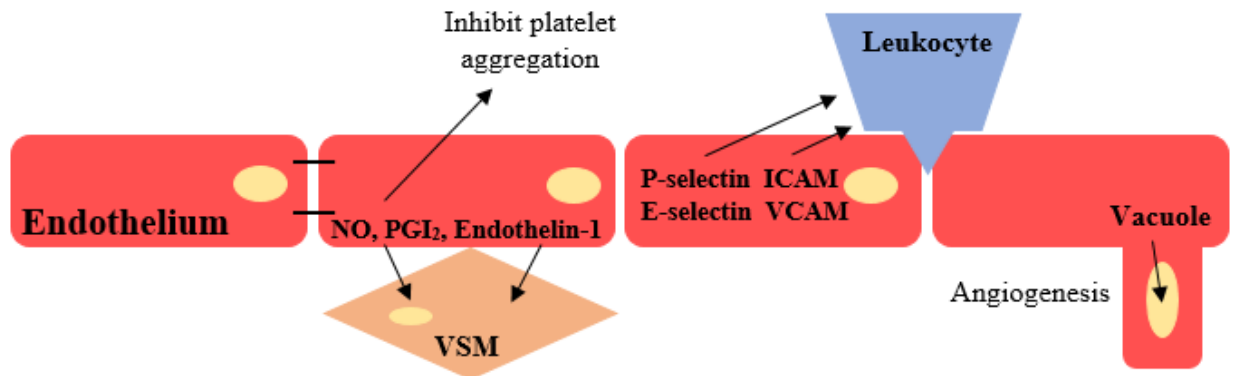 Inhibit platelet
aggregation
Leukocyte
Endothelium
NO, PGI₂, Endothelin-1
P-selectin ICAM
E-selectin VCAM
Vacuole
Angiogenesis
VSM